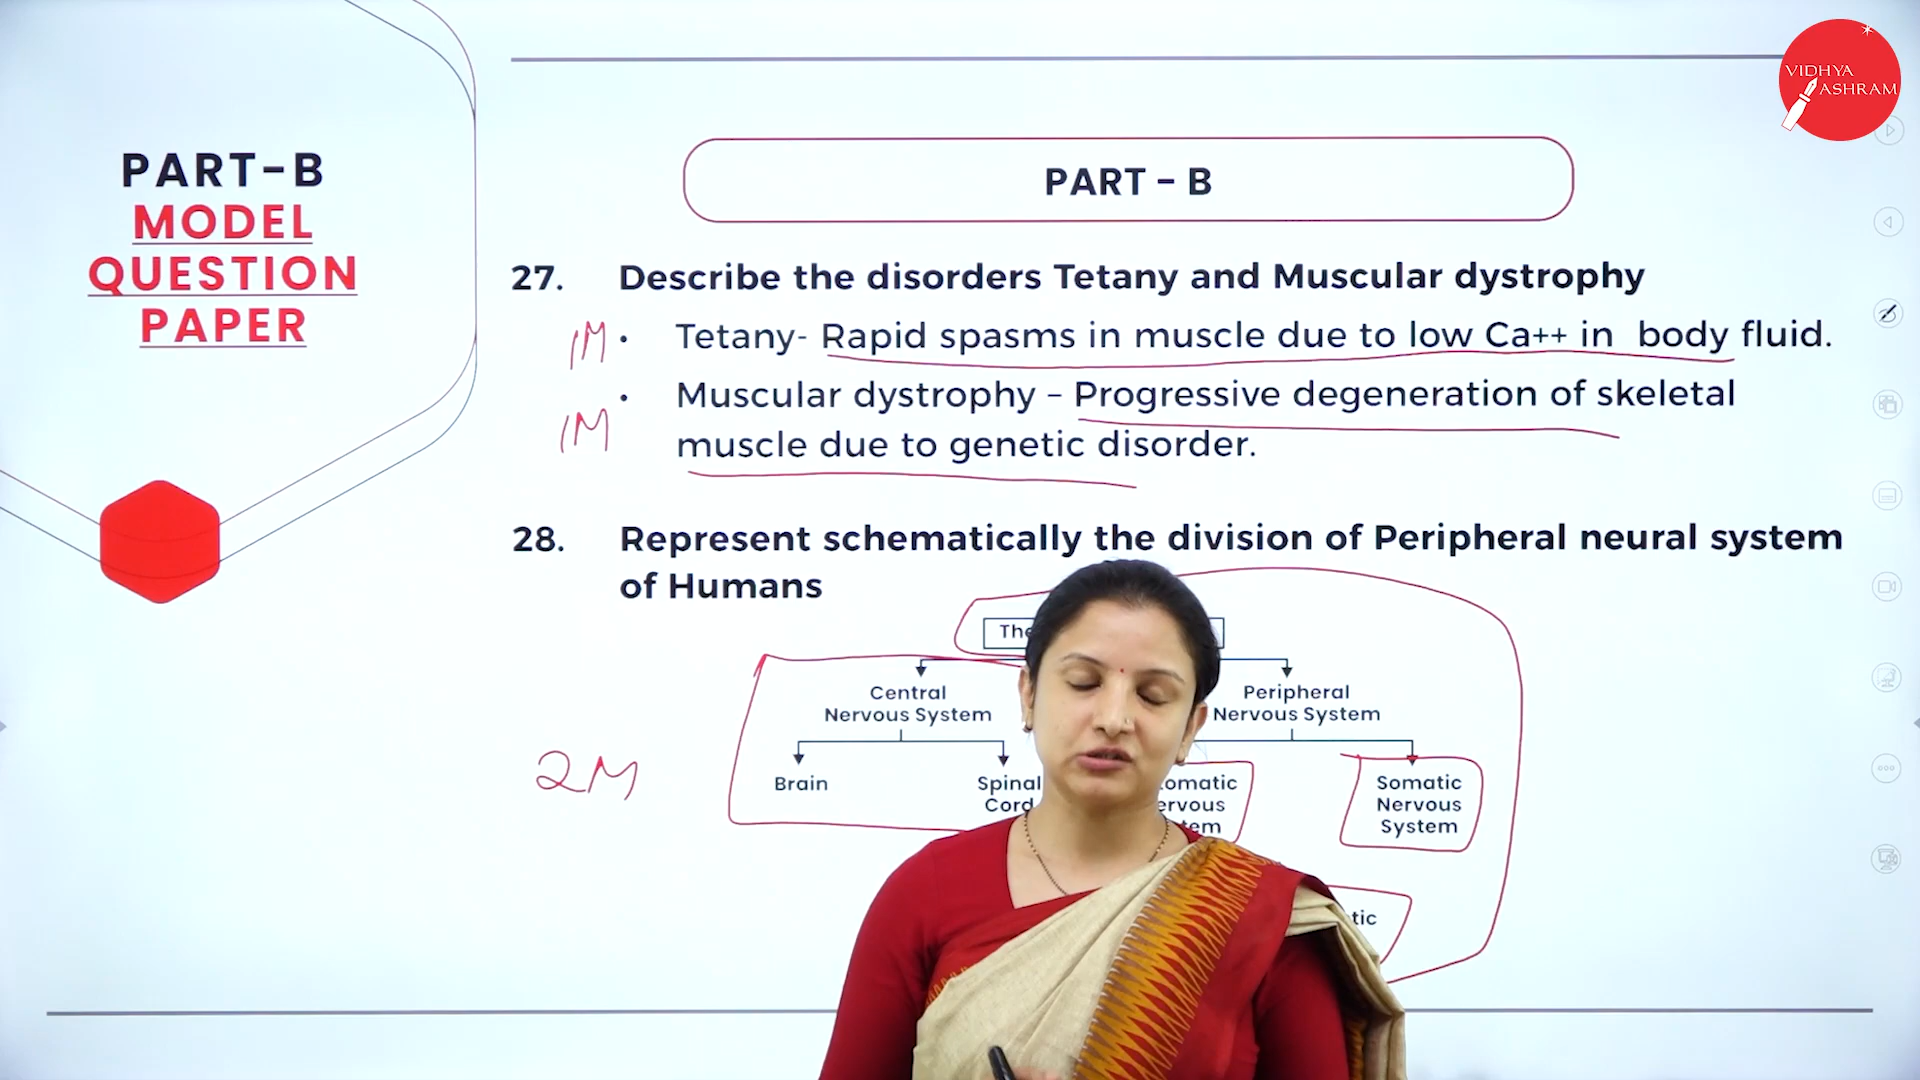 VIDHYA
ASHRAM
PART-B
MODEL
QUESTION
PAPER
PART - B
27. Describe the disorders Tetany and Muscular dystrophy
1M • Tetany- Rapid spasms in muscle due to low Ca++ in body fluid.
• Muscular dystrophy - Progressive degeneration of skeletal
1M muscle due to genetic disorder.
28. Represent schematically the division of Peripheral neural system
of Humans
Central
Nervous System
Peripheral
Nervous System
2M
Brain
Spinal
Cord
Somatic
Nervous
System